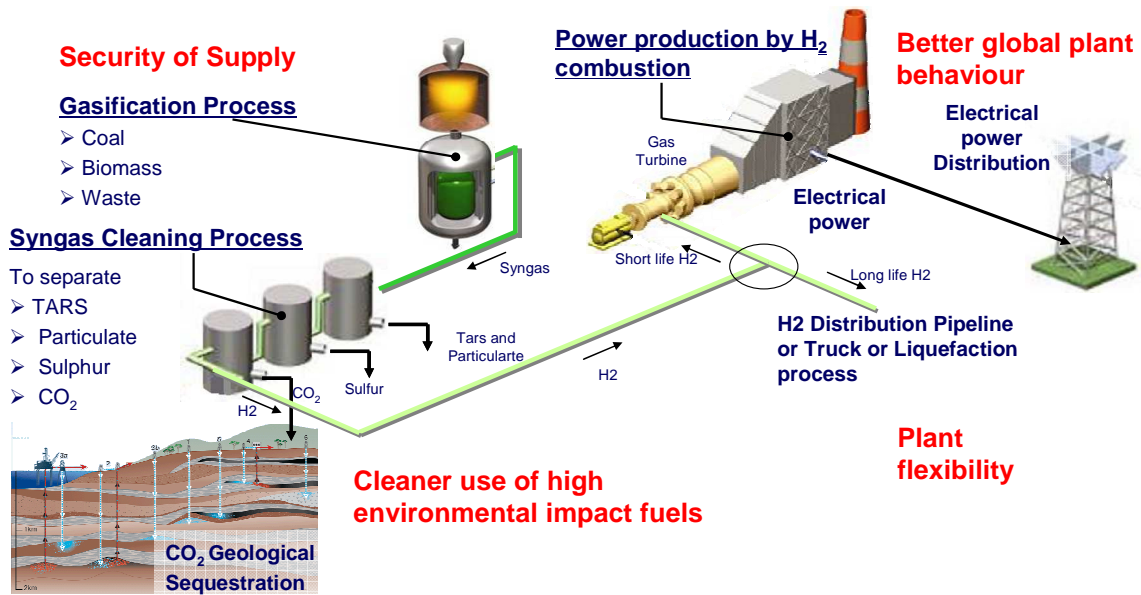 Security of Supply
Gasification Process
➢ Coal
➢ Biomass
➢ Waste
Syngas Cleaning Process
To separate
➢ TARS
➢ Particulate
➢ Sulphur
➢ CO₂
Power production by H₂
combustion
Better global plant
behaviour
Electrical
power
Distribution
Gas
Turbine
Electrical
power
Syngas
Short life H2
Long life H2
H2 Distribution Pipeline
or Truck or Liquefaction
process
Tars and
Particularte
Sulfur
CO₂
H2
H2
Plant
flexibility
Cleaner use of high
environmental impact fuels
1km
2km
CO₂ Geological
Sequestration